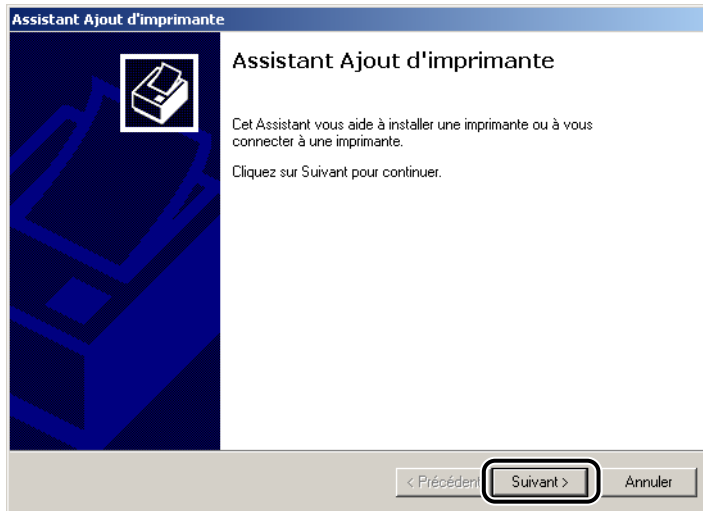 Assistant Ajout d'imprimante
Assistant Ajout d'imprimante
Cet Assistant vous aide à installer une imprimante ou à vous
connecter à une imprimante.
Cliquez sur Suivant pour continuer.
< Précédent Suivant > Annuler